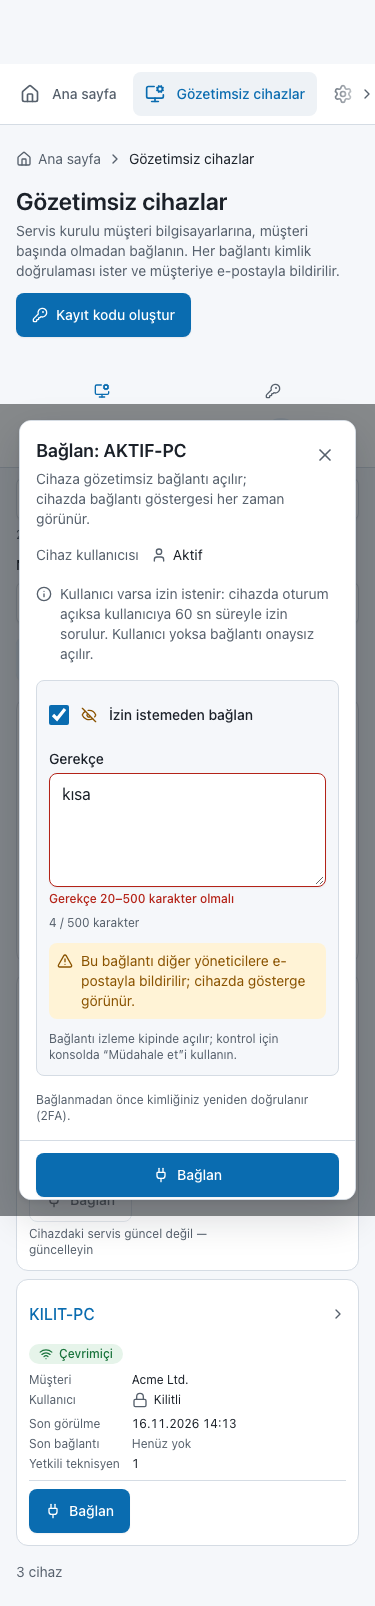 Ana sayfa
Gözetimsiz cihazlar
Ana sayfa
Gözetimsiz cihazlar
Gözetimsiz cihazlar
Servis kurulu müşteri bilgisayarlarına, müşteri
başında olmadan bağlanın. Her bağlantı kimlik
doğrulaması ister ve müşteriye e-postayla bildirilir.
Kayıt kodu oluştur
Bağlan: AKTIF-PC
Cihaza gözetimsiz bağlantı açılır;
cihazda bağlantı göstergesi her zaman
görünür.
Cihaz kullanıcısı
Aktif
Kullanıcı varsa izin istenir: cihazda oturum
açıksa kullanıcıya 60 sn süreyle izin
sorulur. Kullanıcı yoksa bağlantı onaysız
açılır.
İzin istemeden bağlan
Gerekçe
kısa
Gerekçe 20–500 karakter olmalı
4 / 500 karakter
Bu bağlantı diğer yöneticilere e-
postayla bildirilir; cihazda gösterge
görünür.
Bağlantı izleme kipinde açılır; kontrol için
konsolda “Müdahale et”i kullanın.
Bağlanmadan önce kimliğiniz yeniden doğrulanır
(2FA).
Bağlan
Bağlan
Cihazdaki servis güncel değil —
güncelleyin
KILIT-PC
Çevrimiçi
Müşteri Acme Ltd.
Kullanıcı Kilitli
Son görülme 16.11.2026 14:13
Son bağlantı Henüz yok
Yetkili teknisyen 1
Bağlan
3 cihaz